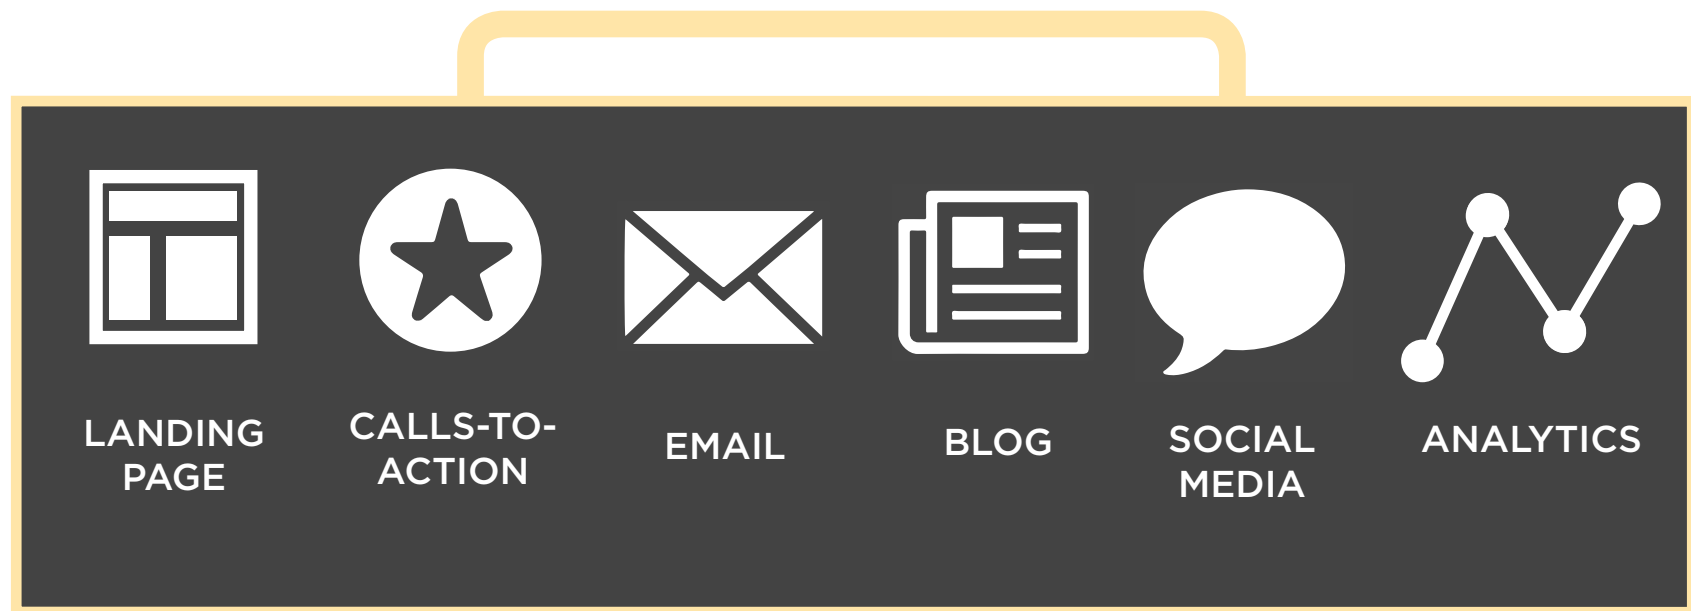 LANDING
PAGE
CALLS-TO-
ACTION
EMAIL
BLOG
SOCIAL
MEDIA
ANALYTICS